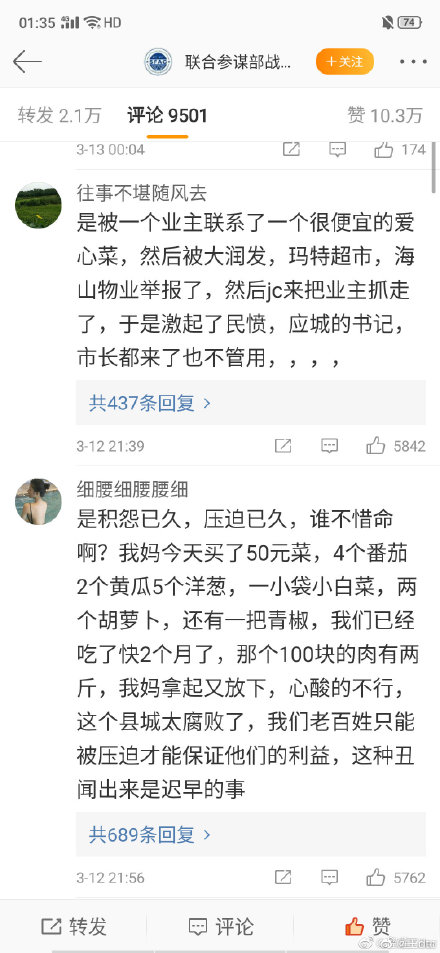 01:35
4G
HD
74
联合参谋部战...
+关注
转发 2.1万
评论 9501
赞 10.3万
3-13 00:04
174
往事不堪随风去
是被一个业主联系了一个很便宜的爱
心菜，然后被大润发，玛特超市，海
山物业举报了，然后jc来把业主抓走
了，于是激起了民愤，应城的书记，
市长都来了也不管用，，，，
共437条回复
3-12 21:39
5842
细腰细腰腰细
是积怨已久，压迫已久，谁不惜命
啊？我妈今天买了50元菜，4个番茄
2个黄瓜5个洋葱，一小袋小白菜，两
个胡萝卜，还有一把青椒，我们已经
吃了快2个月了，那个100块的肉有两
斤，我妈拿起又放下，心酸的不行，
这个县城太腐败了，我们老百姓只能
被压迫才能保证他们的利益，这种丑
闻出来是迟早的事
共689条回复
3-12 21:56
5762
转发
评论
赞